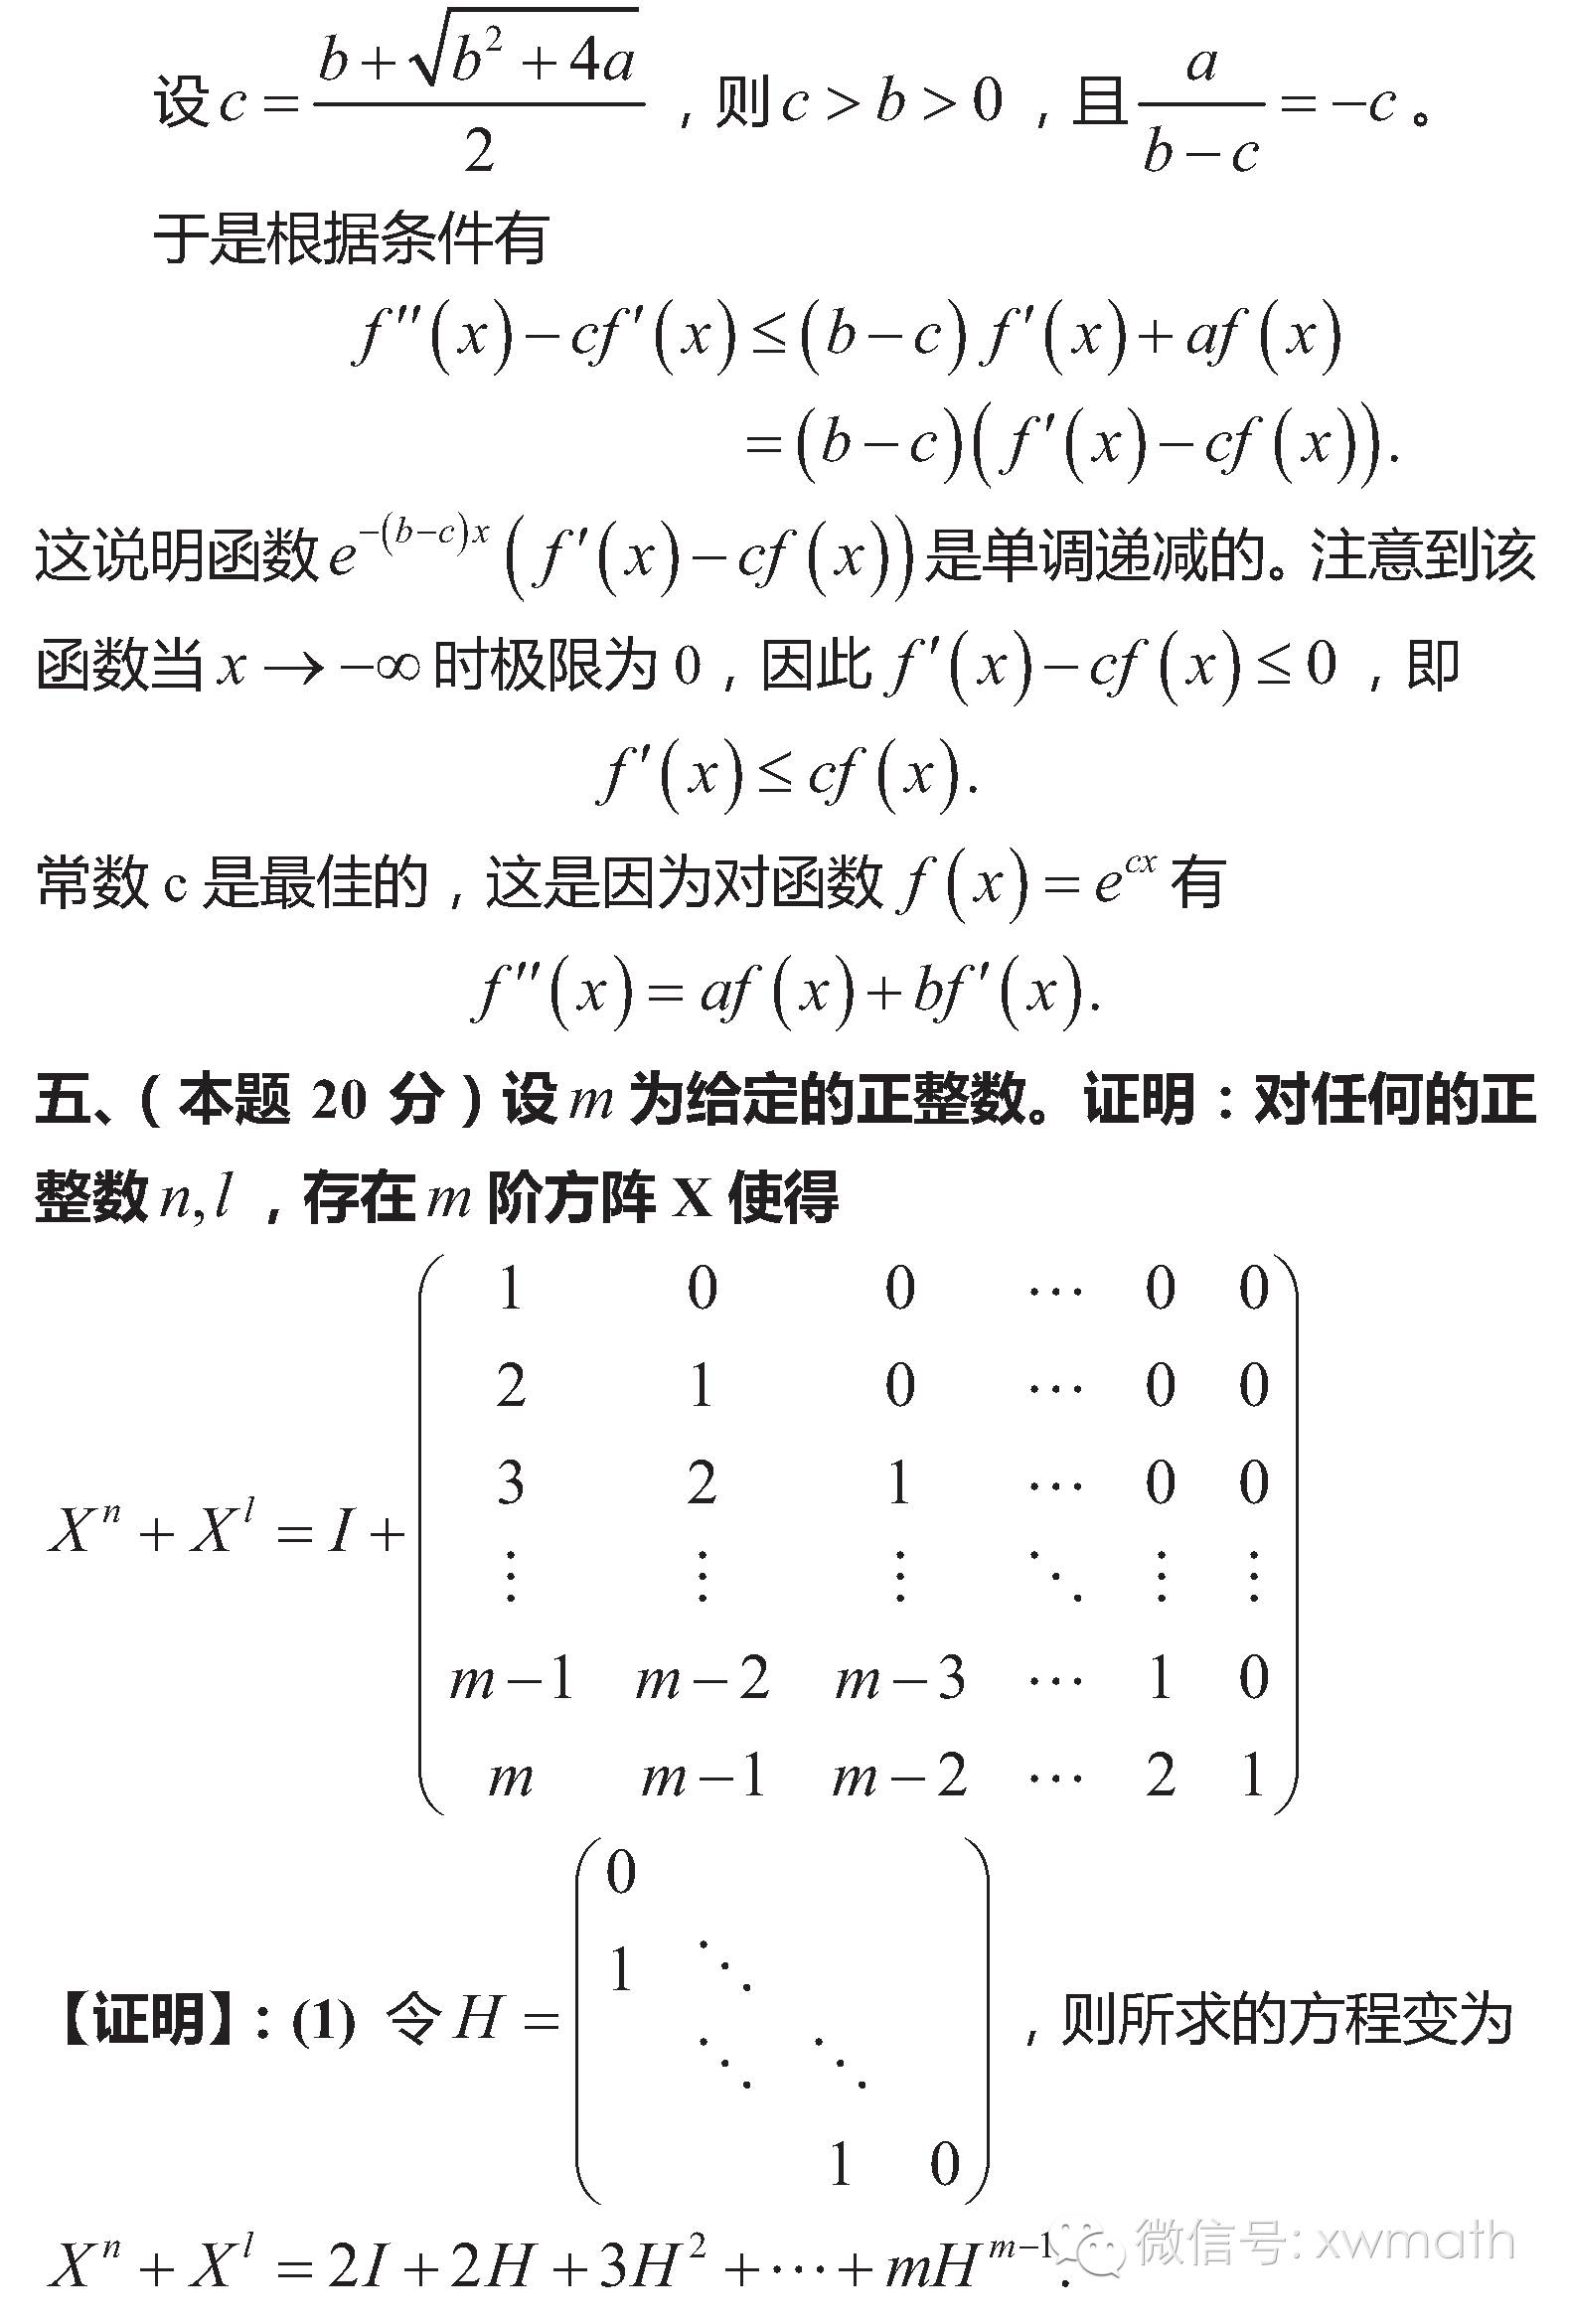 设 $c=\frac{b+\sqrt{b^2+4a}}{2}$，则 $c>b>0$，且 $\frac{a}{b-c}=-c$。
于是根据条件有
$f''(x)-cf'(x)\leq(b-c)f'(x)+af(x)$
$=(b-c)(f'(x)-cf(x)).$
这说明函数 $e^{-(b-c)x}(f'(x)-cf(x))$ 是单调递减的。注意到该
函数当 $x\to-\infty$ 时极限为 0，因此 $f'(x)-cf(x)\leq 0$，即
$f'(x)\leq cf(x).$
常数 c 是最佳的，这是因为对函数 $f(x)=e^{cx}$ 有
$f''(x)=af(x)+bf'(x).$
五、（本题 20 分）设 $m$ 为给定的正整数。证明：对任何的正
整数 $n,l$，存在 $m$ 阶方阵 X 使得
$X^n+X^l=I+\begin{pmatrix}1&0&0&\cdots&0&0\\2&1&0&\cdots&0&0\\3&2&1&\cdots&0&0\\\vdots&\vdots&\vdots&\ddots&\vdots&\vdots\\m-1&m-2&m-3&\cdots&1&0\\m&m-1&m-2&\cdots&2&1\end{pmatrix}$
【证明】：(1) 令 $H=\begin{pmatrix}0&&&\\1&\ddots&&\\&\ddots&\ddots&\\&&1&0\end{pmatrix}$，则所求的方程变为
$X^n+X^l=2I+2H+3H^2+\cdots+mH^{m-1}.$
微信号: xwmath